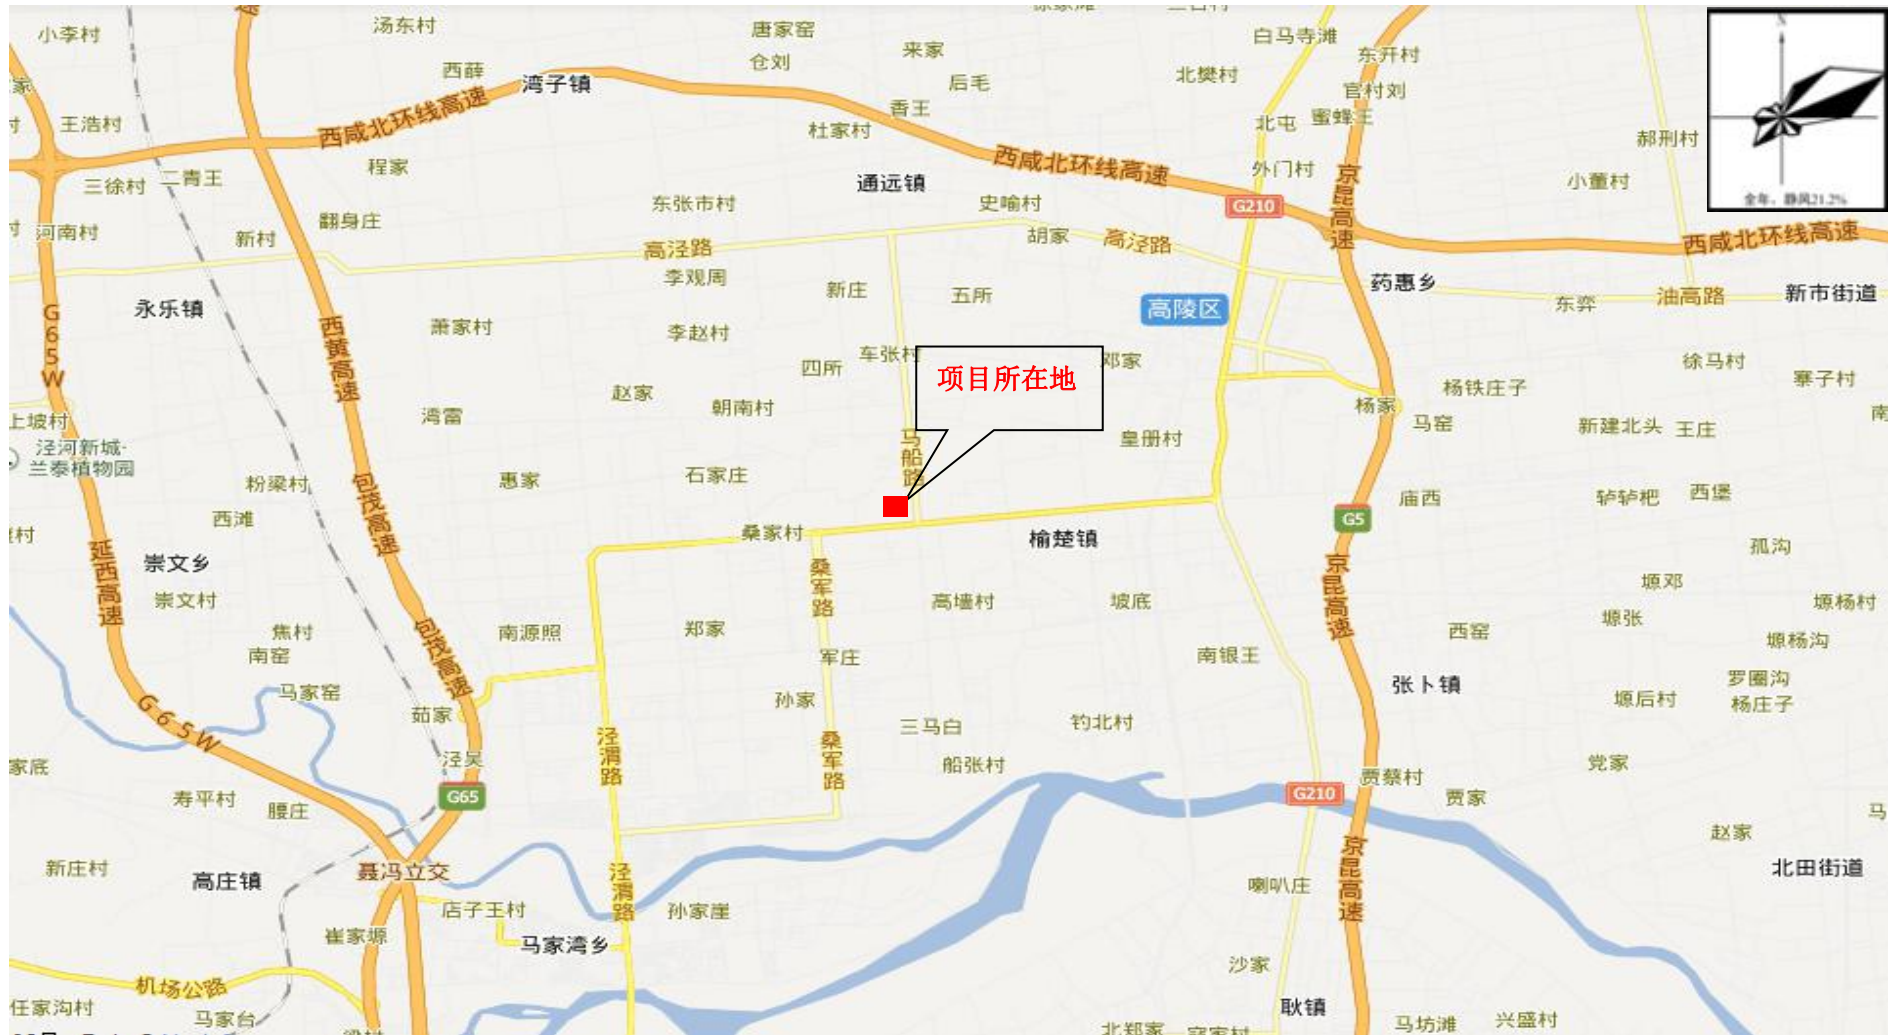 小李村
汤东村
唐家窑
来家
白马寺滩
东开村
仓刘
西薛
湾子镇
后毛
北樊村
官村刘
王浩村
西咸北环线高速
杜家村
香王
北屯
蜜蜂王
郝刑村
西咸北环线高速
程家
外门村
三徐村
二青王
通远镇
小董村
京昆高速
全年，静风21.2%
东张市村
史喻村
G210
翻身庄
河南村
新村
高泾路
胡家
高泾路
西咸北环线高速
李观周
药惠乡
新庄
五所
油高路
新市街道
东弈
永乐镇
高陵区
G65W
西黄高速
萧家村
李赵村
车张村
四所
邓家
徐马村
项目所在地
寨子村
杨铁庄子
赵家
朝南村
杨家
湾雷
上坡村
马窑
新建北头
王庄
皇册村
马船路
泾河新城·
兰泰植物园
粉梁村
惠家
石家庄
包茂高速
庙西
轳轳杷
西堡
西滩
G5
桑家村
榆楚镇
孤沟
延西高速
崇文乡
桑军路
京昆高速
塬邓
崇文村
高墙村
坡底
塬杨村
塬张
焦村
南源照
郑家
包茂高速
西窑
塬杨沟
南窑
军庄
南银王
罗圈沟
马家窑
张卜镇
孙家
塬后村
杨庄子
G65W
茹家
三马白
钓北村
泾渭路
桑军路
泾吴
船张村
党家
家底
贾蔡村
G65
G210
寿平村
腰庄
贾家
赵家
新庄村
高庄镇
聂冯立交
泾渭路
京昆高速
北田街道
喇叭庄
店子王村
孙家崖
崔家塬
马家湾乡
沙家
机场公路
任家沟村
马家台
耿镇
马坊滩
兴盛村
北郑家